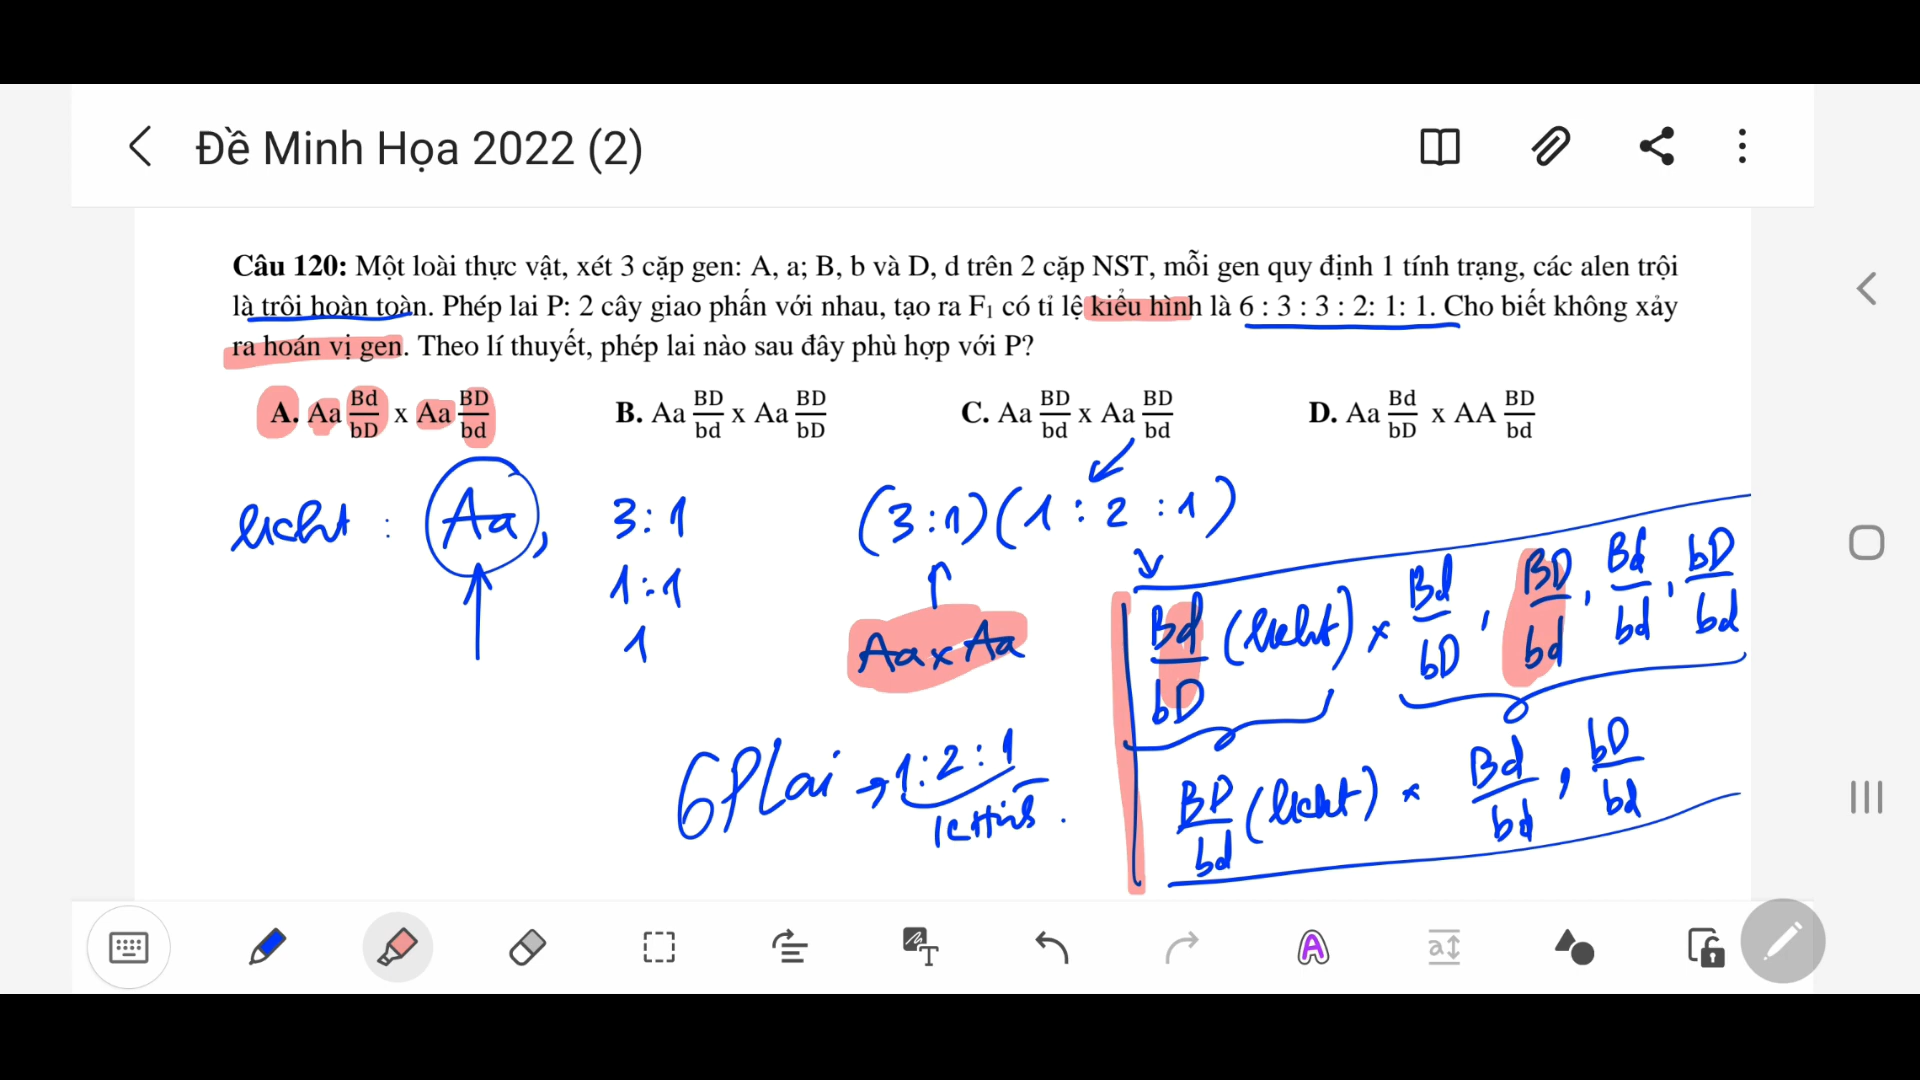 Đề Minh Họa 2022 (2)
Câu 120: Một loài thực vật, xét 3 cặp gen: A, a; B, b và D, d trên 2 cặp NST, mỗi gen quy định 1 tính trạng, các alen trội
là trôi hoàn toàn. Phép lai P: 2 cây giao phấn với nhau, tạo ra F₁ có tỉ lệ kiểu hình là 6 : 3 : 3 : 2: 1: 1. Cho biết không xảy
ra hoán vị gen. Theo lí thuyết, phép lai nào sau đây phù hợp với P?
A. Aa Bd/bD x Aa BD/bd B. Aa BD/bd x Aa BD/bD C. Aa BD/bd x Aa BD/bd D. Aa Bd/bD x AA BD/bd
: Aa, 3:1 (3:1)(1:2:1)
1:1
1
Aa x Aa
Bd/bD ( ) x Bd/bD, BD/bd, Bd/bd, bD/bd
6 PLai → 1:2:1
BD/bd ( ) x Bd/bd, bD/bd